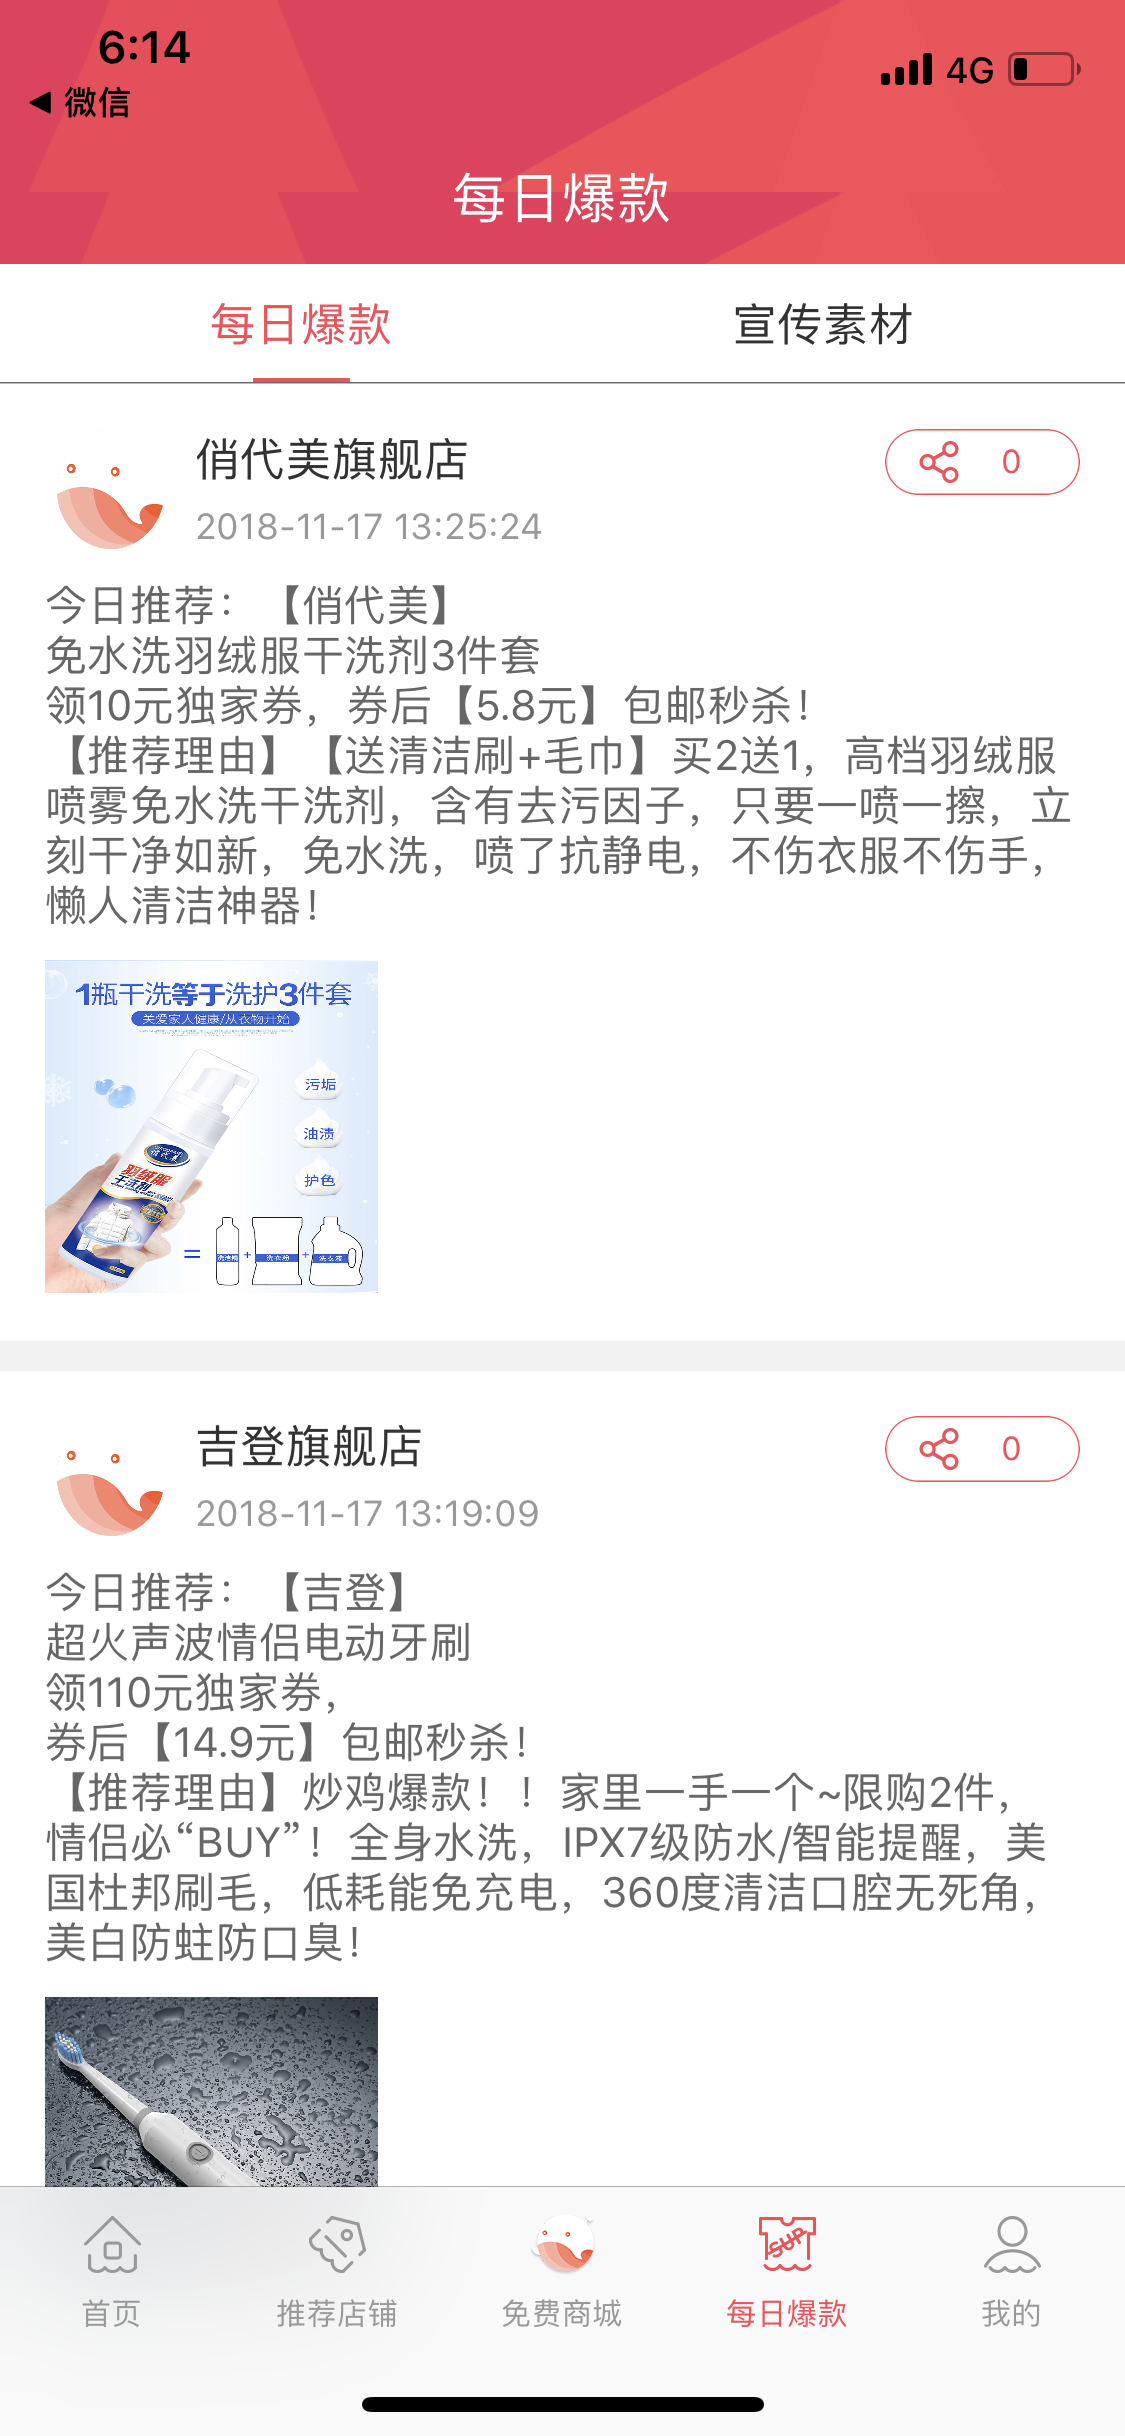 6:14
4G
微信
每日爆款
每日爆款
宣传素材
俏代美旗舰店
0
2018-11-17 13:25:24
今日推荐：【俏代美】
免水洗羽绒服干洗剂3件套
领10元独家券，券后【5.8元】包邮秒杀！
【推荐理由】【送清洁刷+毛巾】买2送1，高档羽绒服
喷雾免水洗干洗剂，含有去污因子，只要一喷一擦，立
刻干净如新，免水洗，喷了抗静电，不伤衣服不伤手，
懒人清洁神器！
1瓶干洗等于洗护3件套
关爱家人健康/从衣物开始
污垢
油渍
护色
俏代美
羽绒服
干洗剂
= + +
洗衣粉
洗衣液
吉登旗舰店
0
2018-11-17 13:19:09
今日推荐：【吉登】
超火声波情侣电动牙刷
领110元独家券，
券后【14.9元】包邮秒杀！
【推荐理由】炒鸡爆款！！家里一手一个~限购2件，
情侣必“BUY”！全身水洗，IPX7级防水/智能提醒，美
国杜邦刷毛，低耗能免充电，360度清洁口腔无死角，
美白防蛀防口臭！
SUP
首页
推荐店铺
免费商城
每日爆款
我的